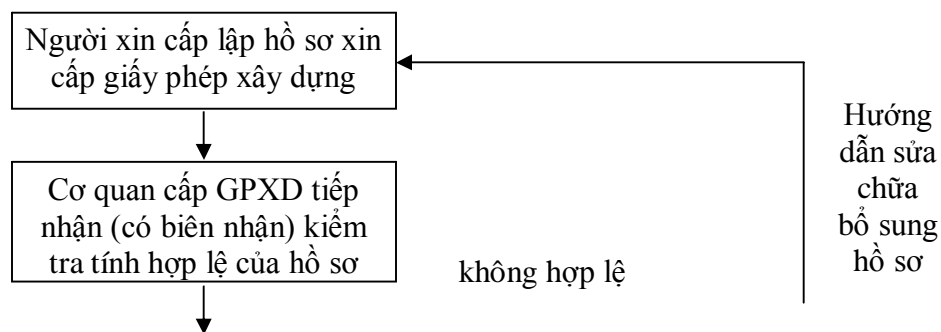 Người xin cấp lập hồ sơ xin
cấp giấy phép xây dựng
Cơ quan cấp GPXD tiếp
nhận (có biên nhận) kiểm
tra tính hợp lệ của hồ sơ
không hợp lệ
Hướng
dẫn sửa
chữa
bổ sung
hồ sơ